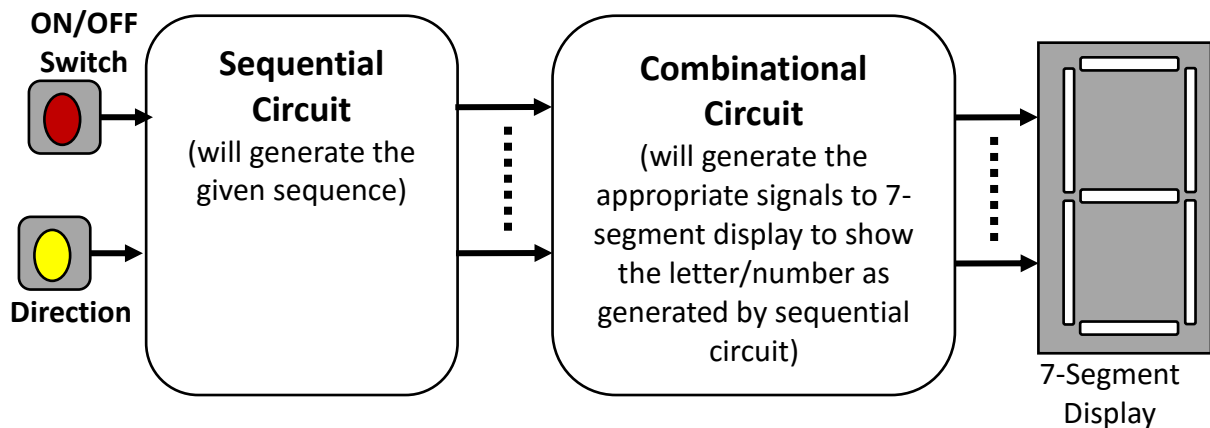 ON/OFF
Switch
Direction
Sequential
Circuit
(will generate the
given sequence)
Combinational
Circuit
(will generate the
appropriate signals to 7-
segment display to show
the letter/number as
generated by sequential
circuit)
7-Segment
Display